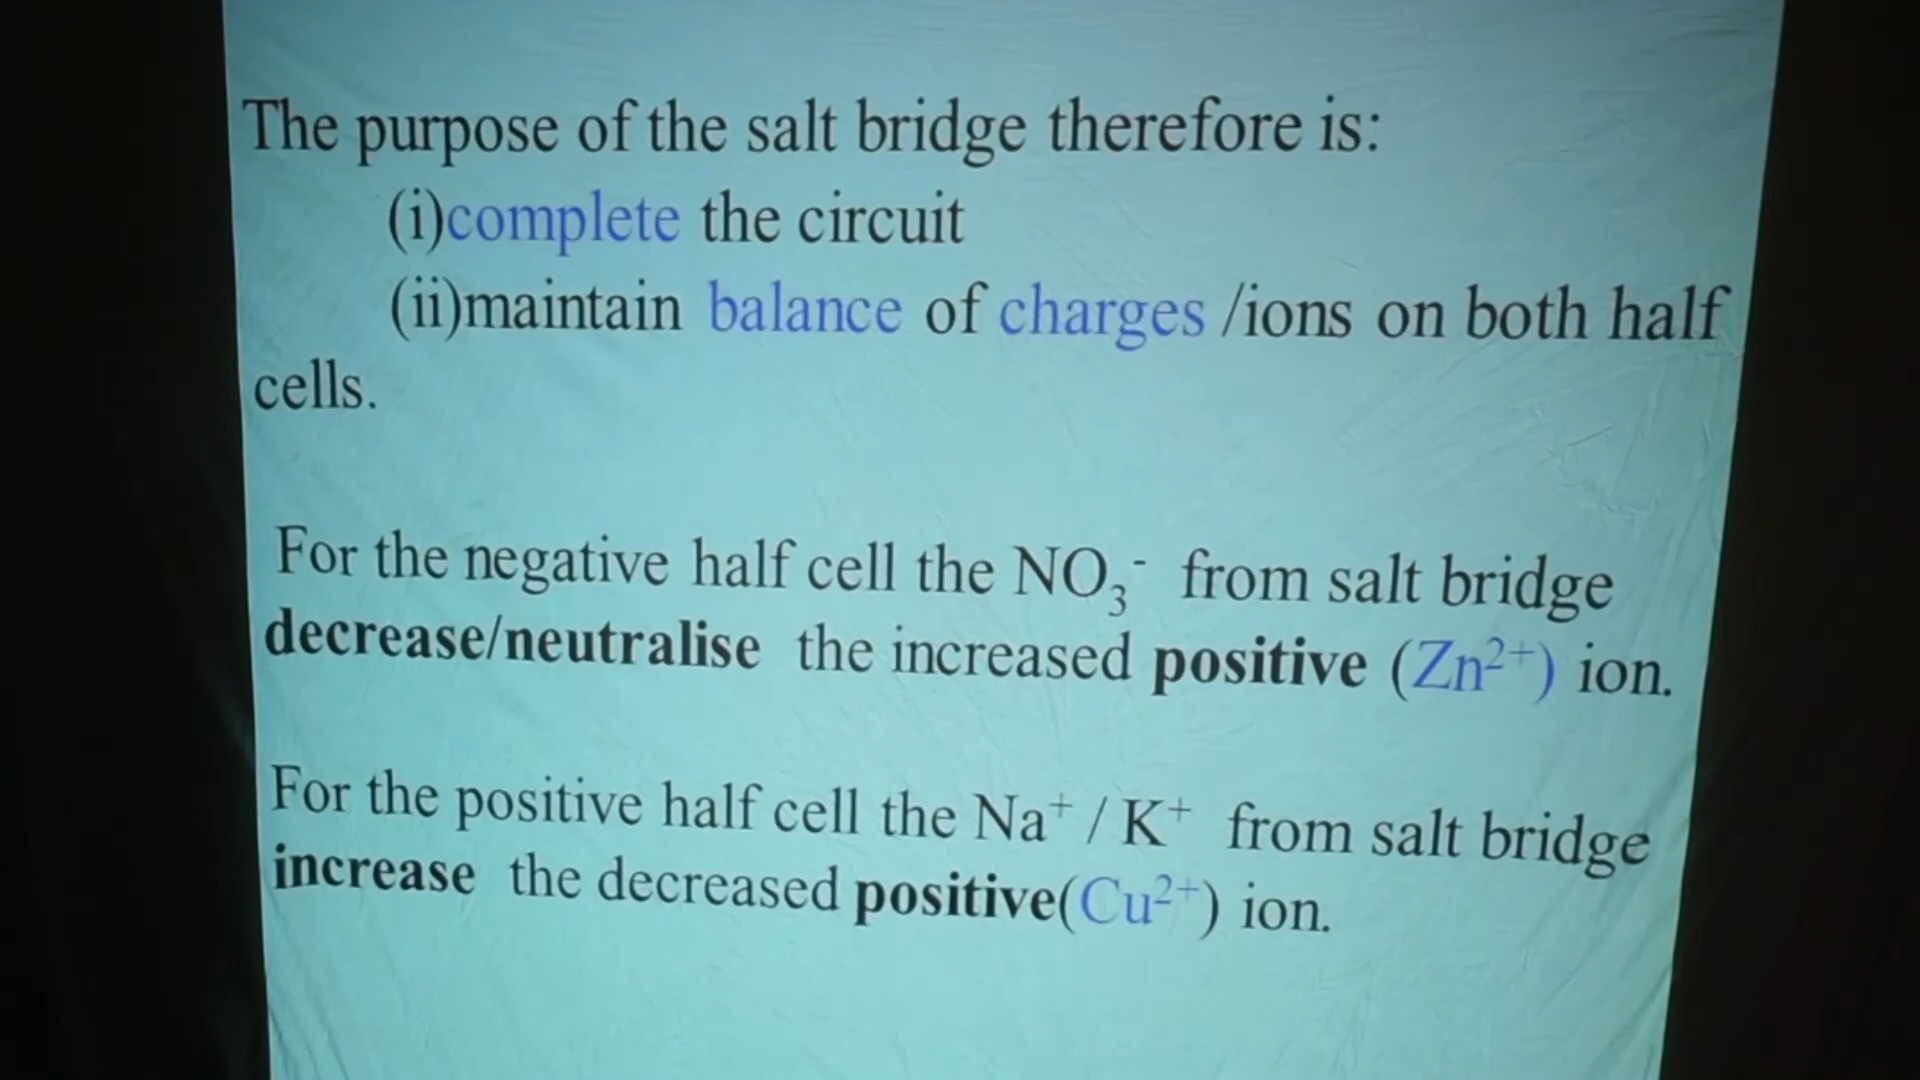 The purpose of the salt bridge therefore is:
(i)complete the circuit
(ii)maintain balance of charges /ions on both half
cells.
For the negative half cell the NO₃⁻ from salt bridge
decrease/neutralise the increased positive (Zn²⁺) ion.
For the positive half cell the Na⁺ / K⁺ from salt bridge
increase the decreased positive(Cu²⁺) ion.